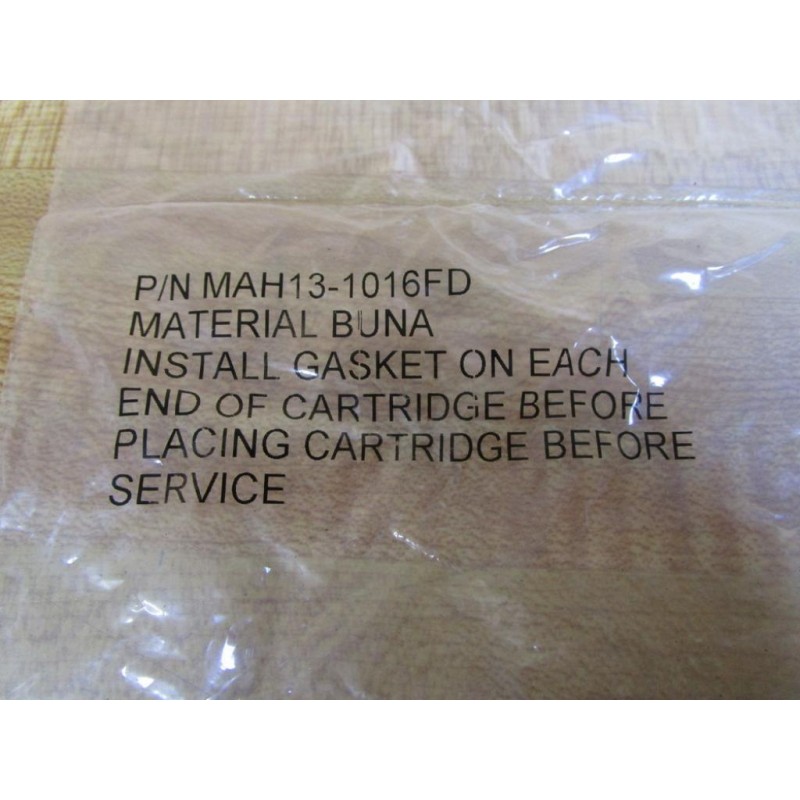 P/N MAH13-1016FD
MATERIAL BUNA
INSTALL GASKET ON EACH
END OF CARTRIDGE BEFORE
PLACING CARTRIDGE BEFORE
SERVICE